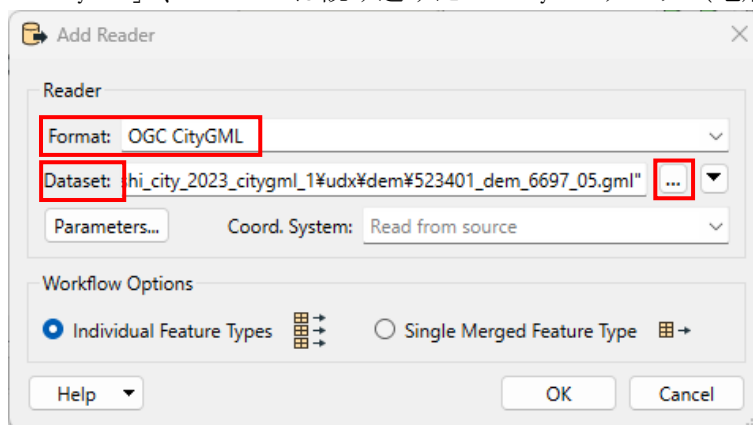 Add Reader
Reader
Format: OGC CityGML
Dataset: shi_city_2023_citygml_1¥udx¥dem¥523401_dem_6697_05.gml" ...
Parameters... Coord. System: Read from source
Workflow Options
Individual Feature Types Single Merged Feature Type
Help OK Cancel